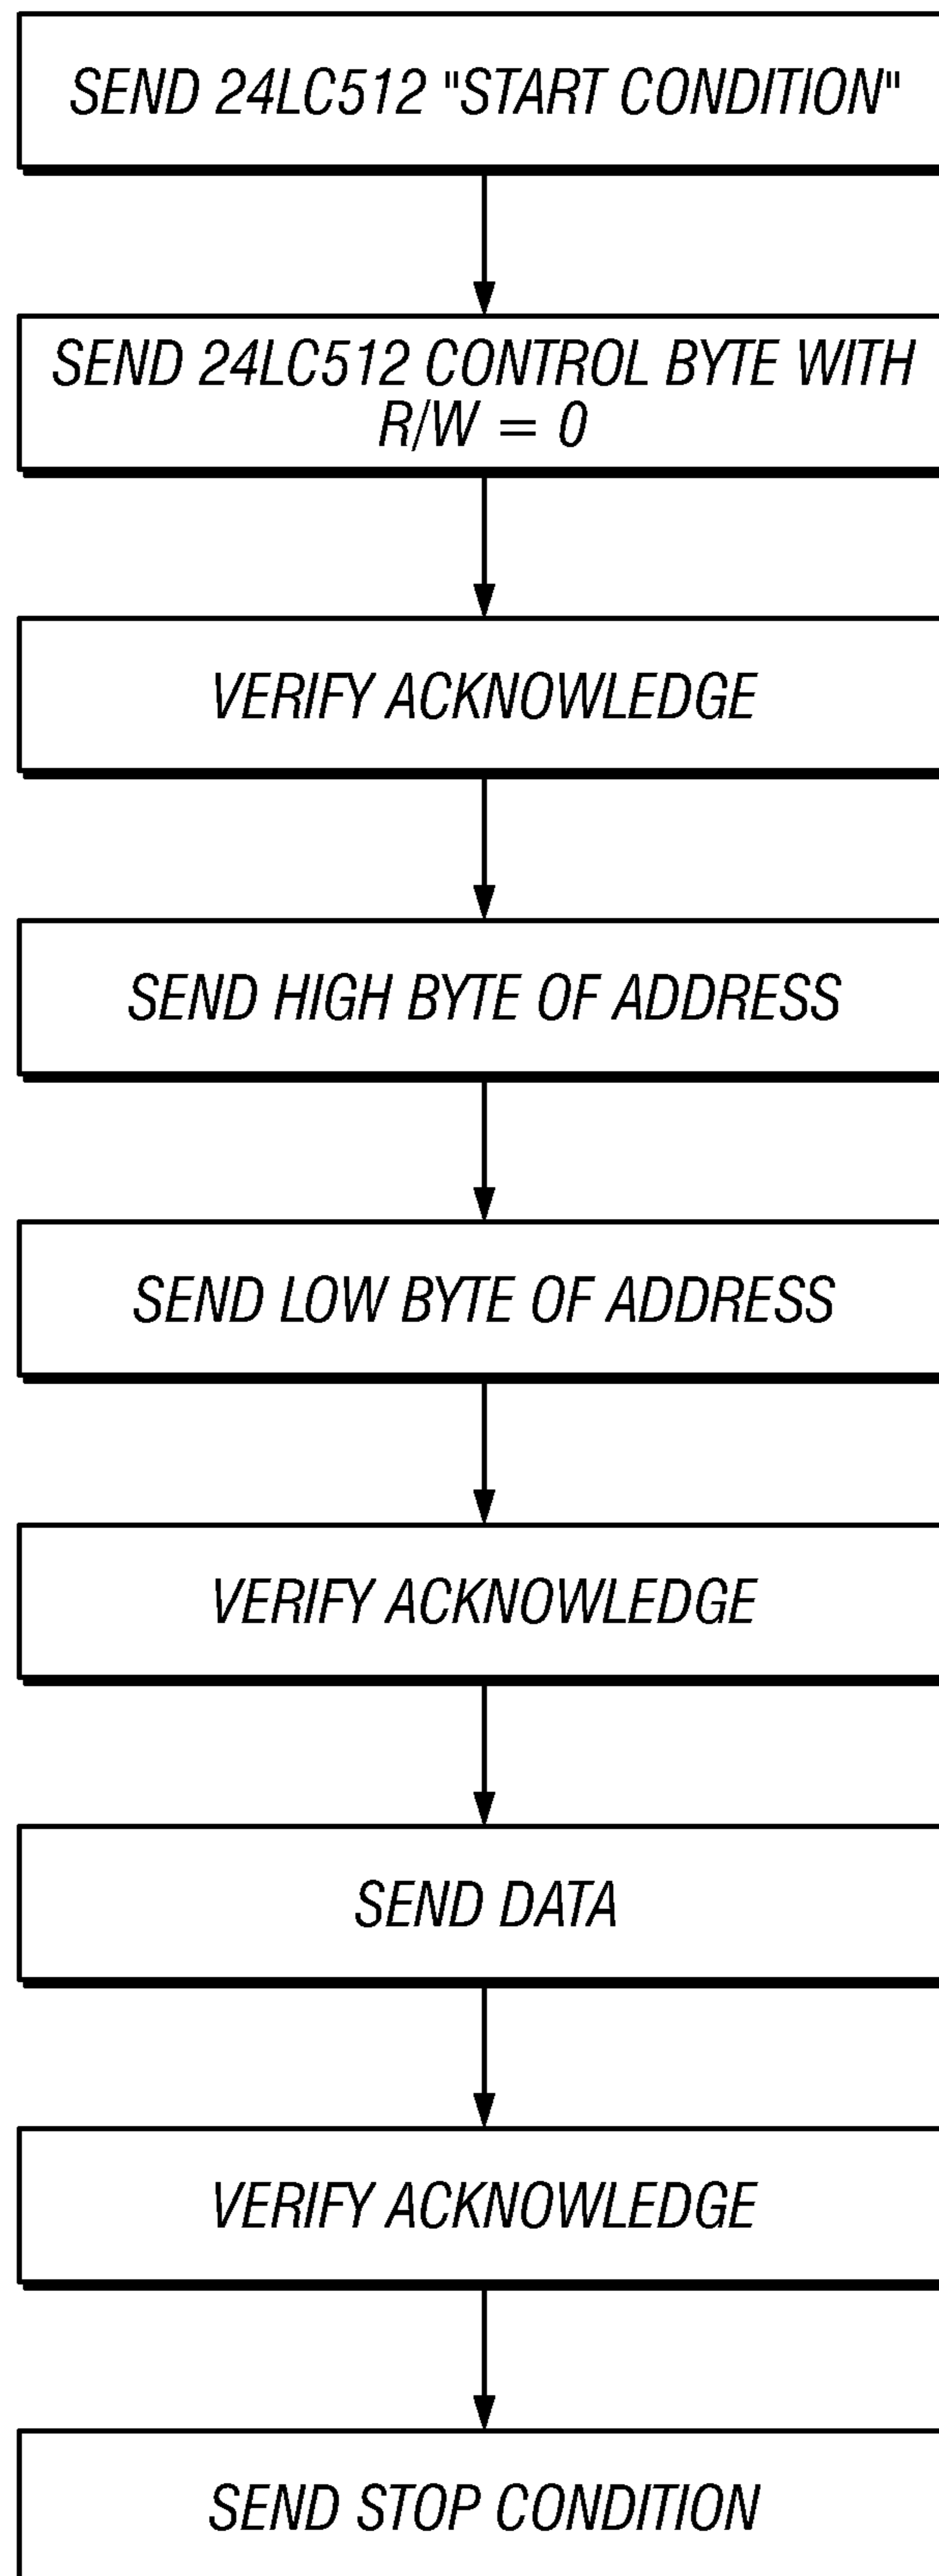 SEND 24LC512 "START CONDITION"
SEND 24LC512 CONTROL BYTE WITH
R/W = 0
VERIFY ACKNOWLEDGE
SEND HIGH BYTE OF ADDRESS
SEND LOW BYTE OF ADDRESS
VERIFY ACKNOWLEDGE
SEND DATA
VERIFY ACKNOWLEDGE
SEND STOP CONDITION